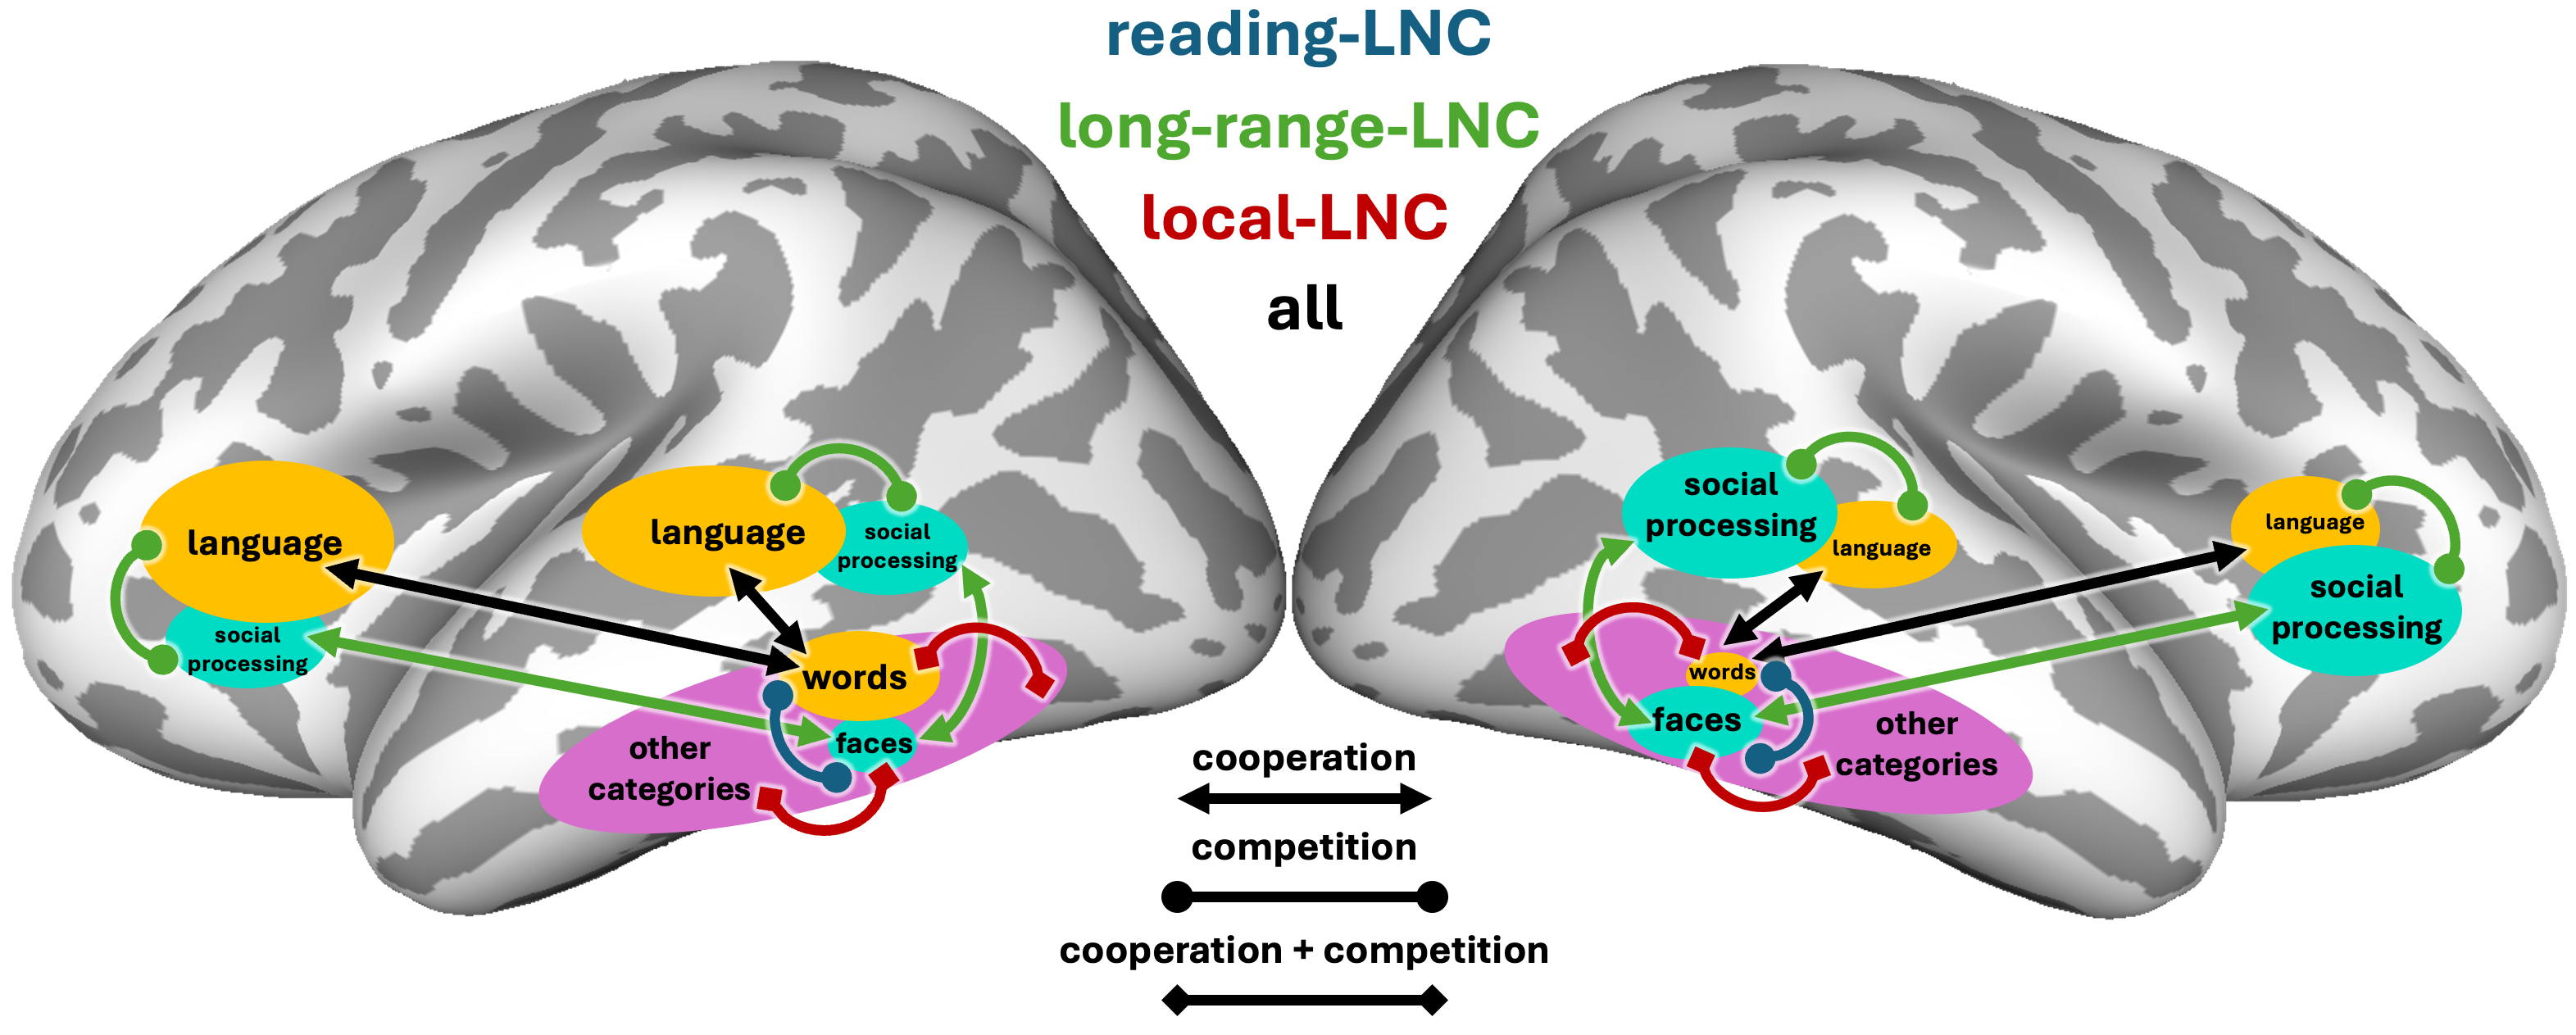 reading-LNC
long-range-LNC
local-LNC
all
language
social
processing
language
social
processing
words
faces
other
categories
social
processing
language
language
social
processing
words
faces
other
categories
cooperation
competition
cooperation + competition